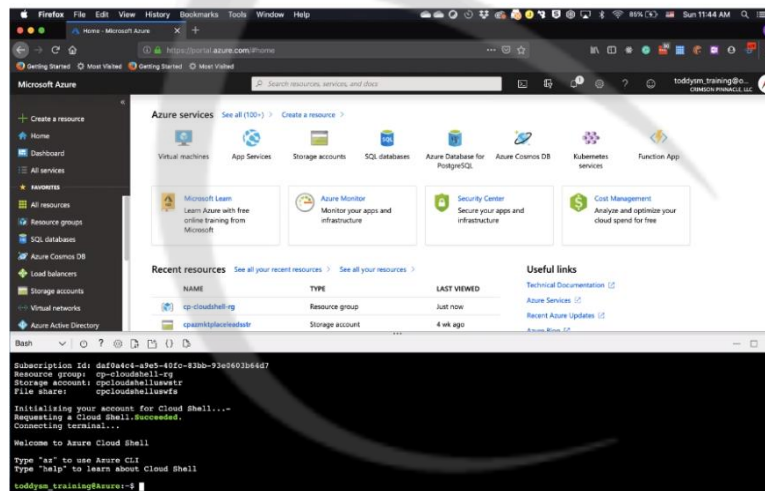 Firefox File Edit View History Bookmarks Tools Window Help 85% Sun 11:44 AM
Home - Microsoft Azure
https://portal.azure.com/#home
Getting Started Most Visited Getting Started Most Visited
Microsoft Azure
Search resources, services, and docs
toddysm_training@o...
CRIMSON PINNACLE, LLC
Create a resource
Home
Dashboard
All services
FAVORITES
All resources
Resource groups
SQL databases
Azure Cosmos DB
Load balancers
Storage accounts
Virtual networks
Azure Active Directory
Azure services See all (100+) > Create a resource >
Virtual machines
App Services
Storage accounts
SQL databases
Azure Database for
PostgreSQL
Azure Cosmos DB
Kubernetes
services
Function App
Microsoft Learn
Learn Azure with free
online training from
Microsoft
Azure Monitor
Monitor your apps and
infrastructure
Security Center
Secure your apps and
infrastructure
Cost Management
Analyze and optimize your
cloud spend for free
Recent resources See all your recent resources > See all your resources >
NAME TYPE LAST VIEWED
cp-cloudshell-rg Resource group Just now
cpazmktplaceleadsstr Storage account 4 wk ago
Useful links
Technical Documentation
Azure Services
Recent Azure Updates
Azure Blog
Bash
Subscription Id: daf0a4c4-a9e5-40fc-83bb-93e0603b64d7
Resource group: cp-cloudshell-rg
Storage account: cpcloudshelluswstr
File share: cpcloudshelluswfs
Initializing your account for Cloud Shell...-
Requesting a Cloud Shell.Succeeded.
Connecting terminal...
Welcome to Azure Cloud Shell
Type "az" to use Azure CLI
Type "help" to learn about Cloud Shell
toddysm_training@Azure:~$